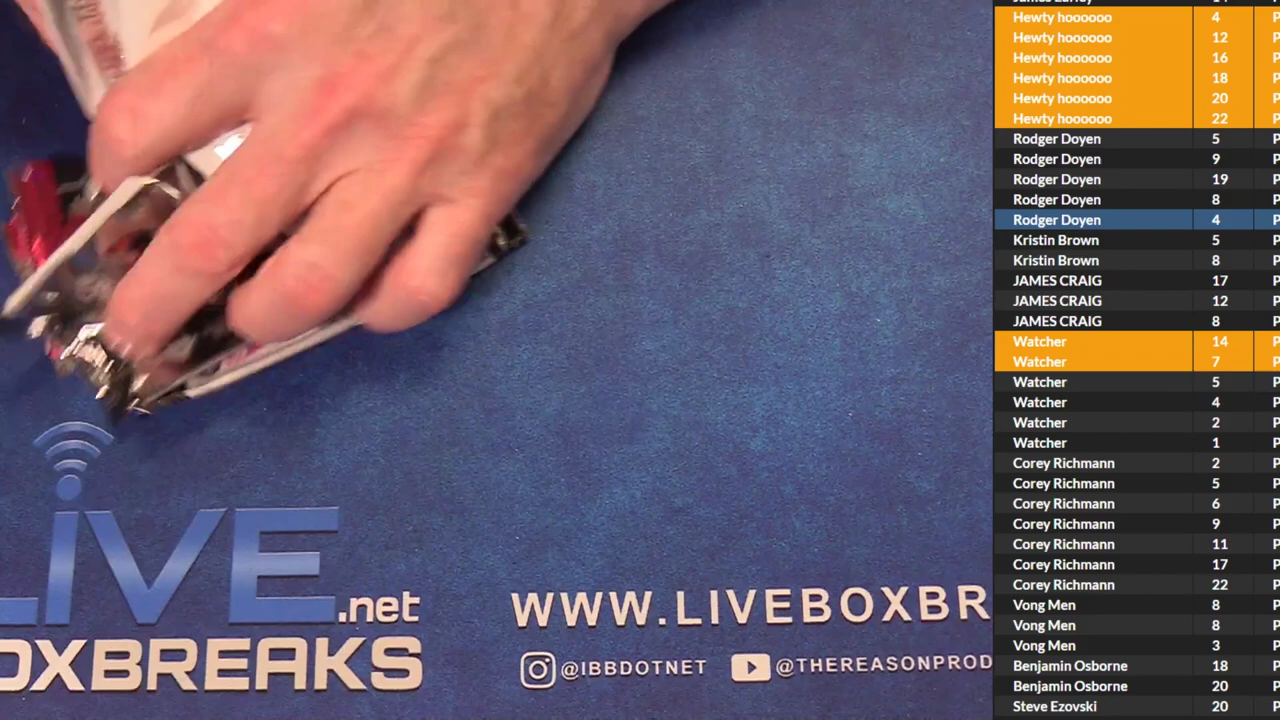 Hewty hoooooo 4 P
Hewty hoooooo 12 P
Hewty hoooooo 16 P
Hewty hoooooo 18 P
Hewty hoooooo 20 P
Hewty hoooooo 22 P
Rodger Doyen 5 P
Rodger Doyen 9 P
Rodger Doyen 19 P
Rodger Doyen 8 P
Rodger Doyen 4 P
Kristin Brown 5 P
Kristin Brown 8 P
JAMES CRAIG 17 P
JAMES CRAIG 12 P
JAMES CRAIG 8 P
Watcher 14 P
Watcher 7 P
Watcher 5 P
Watcher 4 P
Watcher 2 P
Watcher 1 P
Corey Richmann 2 P
Corey Richmann 5 P
Corey Richmann 6 P
Corey Richmann 9 P
Corey Richmann 11 P
Corey Richmann 17 P
Corey Richmann 22 P
Vong Men 8 P
Vong Men 8 P
Vong Men 3 P
Benjamin Osborne 18 P
Benjamin Osborne 20 P
Steve Ezovski 20 P
LiVE.net
OXBREAKS
WWW.LIVEBOXBR
@IBBDOTNET
@THEREASONPROD